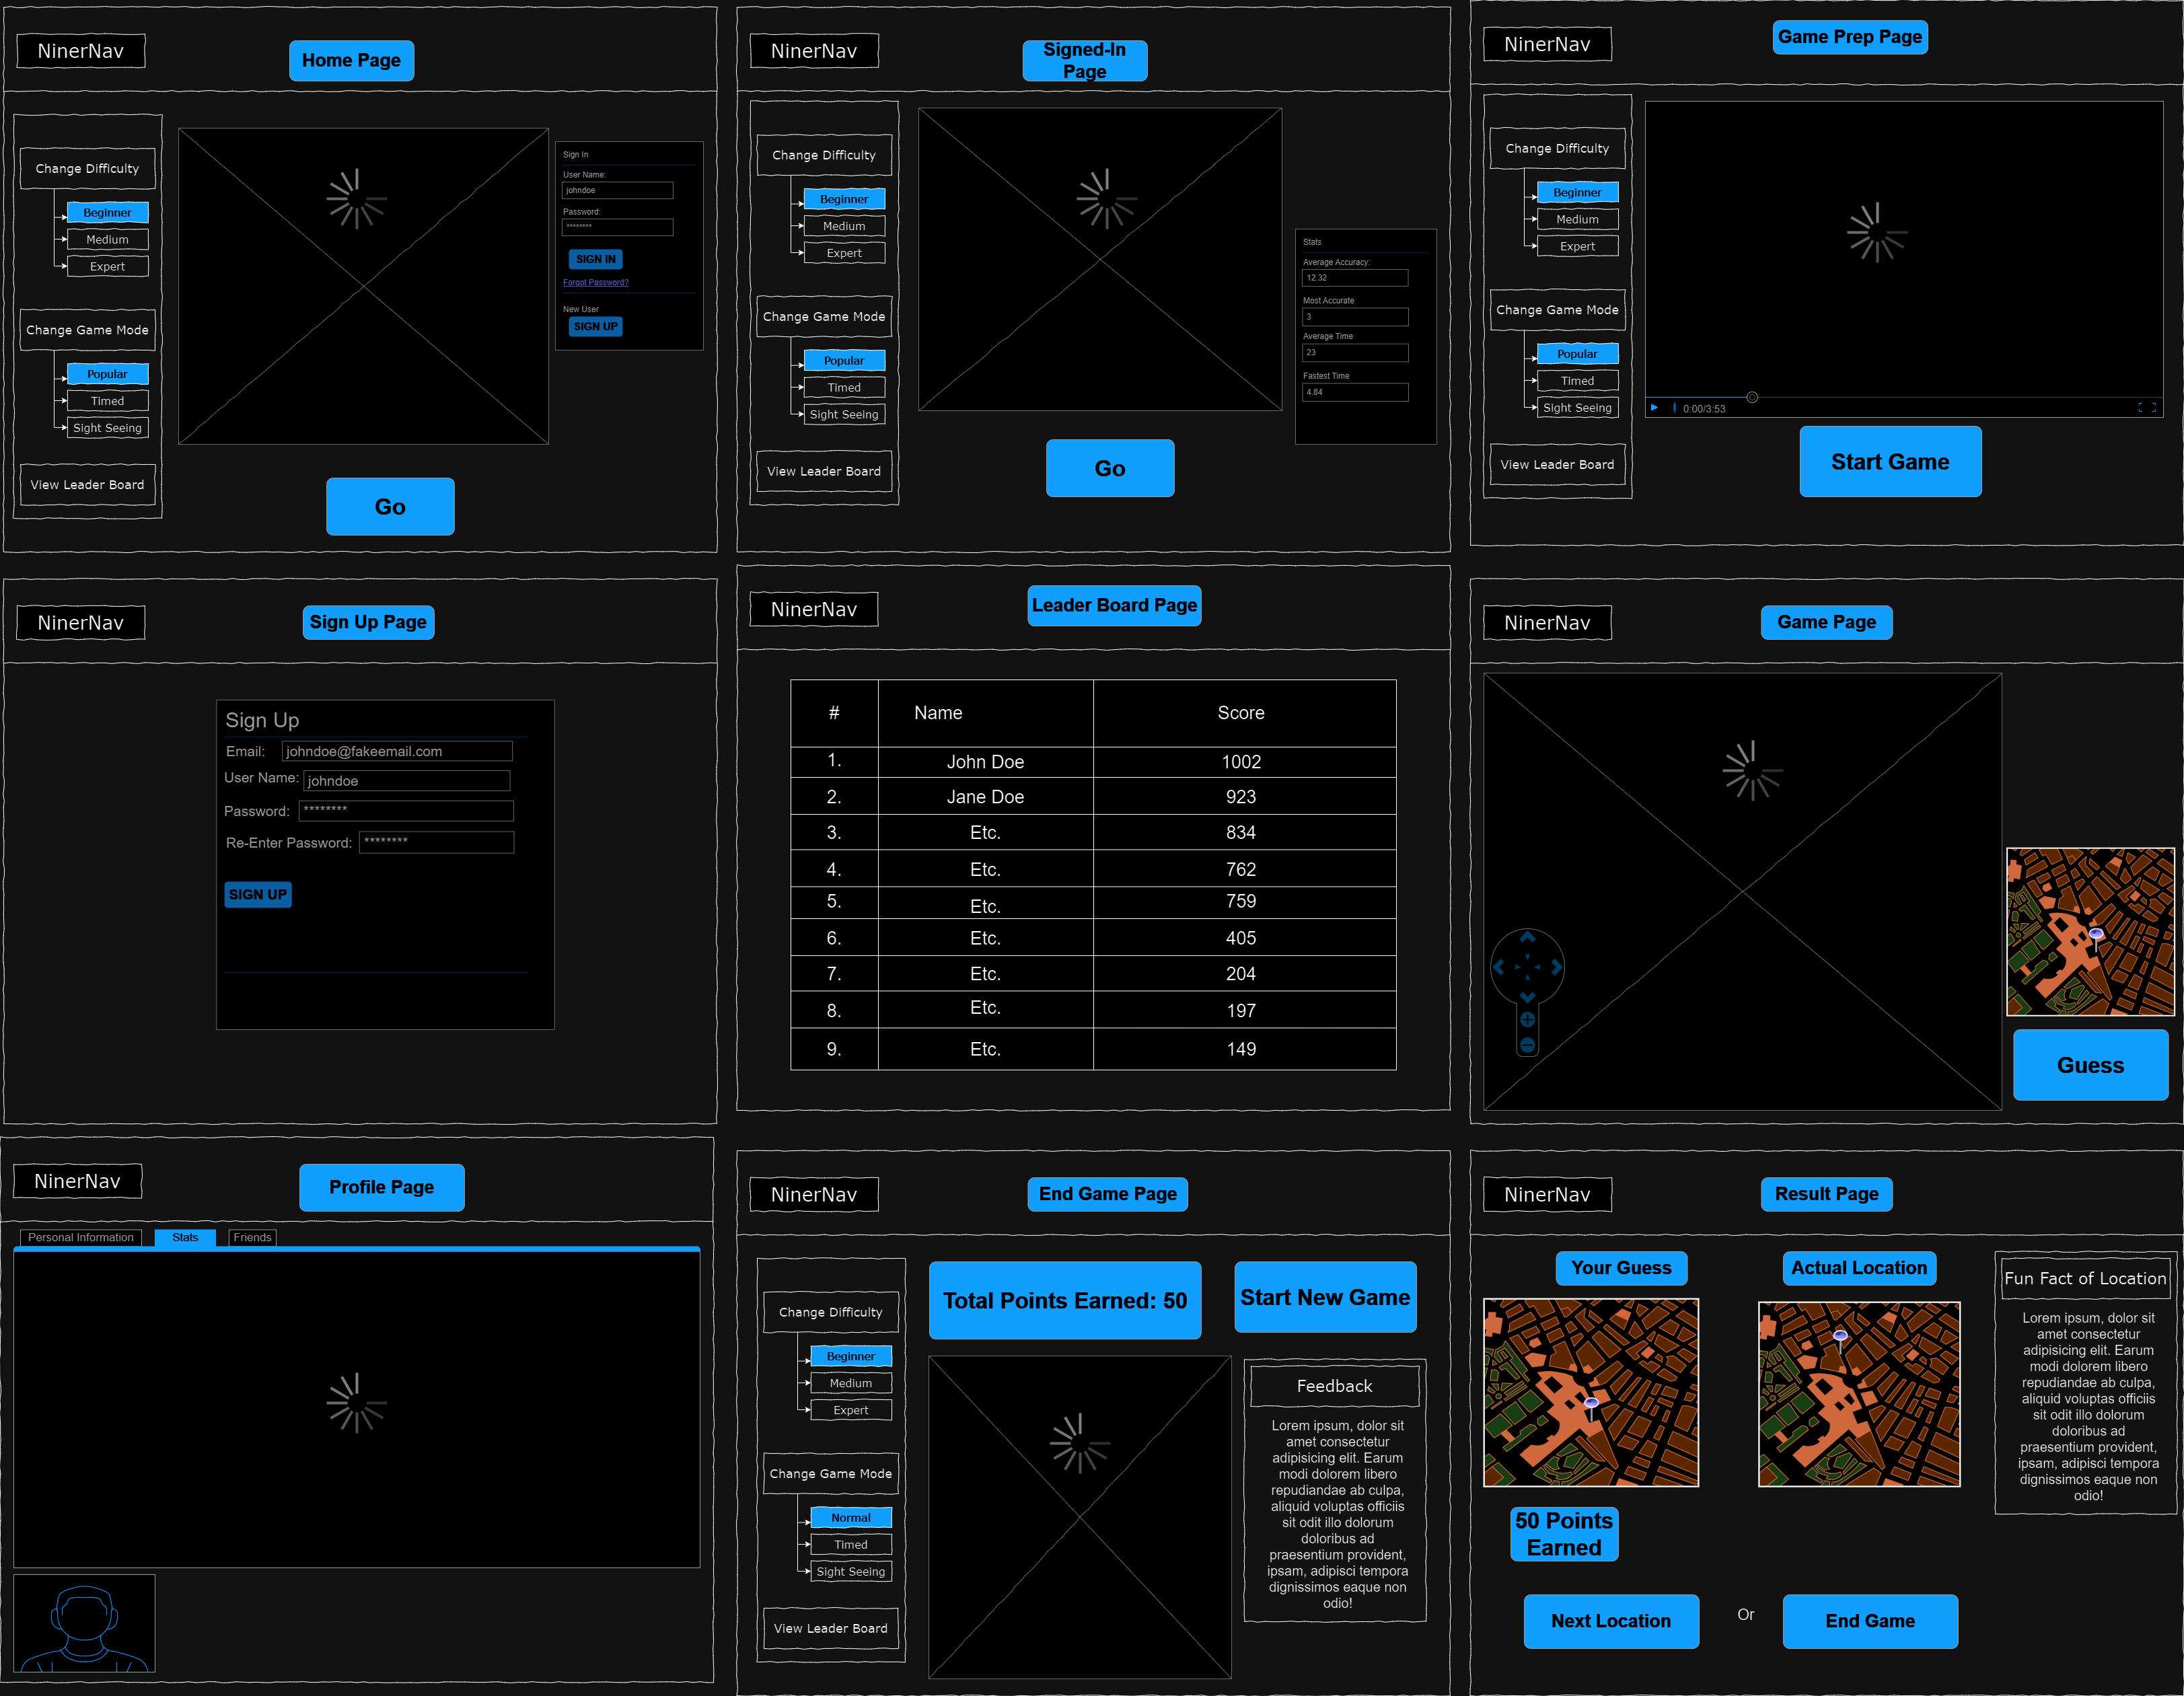 NinerNav
Home Page
Change Difficulty
Beginner
Medium
Expert
Change Game Mode
Popular
Timed
Sight Seeing
View Leader Board
Sign In
User Name:
johndoe
Password:
********
SIGN IN
Forgot Password?
New User
SIGN UP
Go
NinerNav
Signed-In
Page
Change Difficulty
Beginner
Medium
Expert
Change Game Mode
Popular
Timed
Sight Seeing
View Leader Board
Stats
Average Accuracy:
12.32
Most Accurate
3
Average Time
23
Fastest Time
4.84
Go
NinerNav
Game Prep Page
Change Difficulty
Beginner
Medium
Expert
Change Game Mode
Popular
Timed
Sight Seeing
View Leader Board
0:00/3:53
Start Game
NinerNav
Sign Up Page
Sign Up
Email: johndoe@fakeemail.com
User Name: johndoe
Password: ********
Re-Enter Password: ********
SIGN UP
NinerNav
Leader Board Page
# Name Score
1. John Doe 1002
2. Jane Doe 923
3. Etc. 834
4. Etc. 762
5. Etc. 759
6. Etc. 405
7. Etc. 204
8. Etc. 197
9. Etc. 149
NinerNav
Game Page
Guess
NinerNav
Profile Page
Personal Information Stats Friends
NinerNav
End Game Page
Change Difficulty
Beginner
Medium
Expert
Change Game Mode
Normal
Timed
Sight Seeing
View Leader Board
Total Points Earned: 50
Start New Game
Feedback
Lorem ipsum, dolor sit
amet consectetur
adipisicing elit. Earum
modi dolorem libero
repudiandae ab culpa,
aliquid voluptas officiis
sit odit illo dolorum
doloribus ad
praesentium provident,
ipsam, adipisci tempora
dignissimos eaque non
odio!
NinerNav
Result Page
Your Guess
Actual Location
Fun Fact of Location
Lorem ipsum, dolor sit
amet consectetur
adipisicing elit. Earum
modi dolorem libero
repudiandae ab culpa,
aliquid voluptas officiis
sit odit illo dolorum
doloribus ad
praesentium provident,
ipsam, adipisci tempora
dignissimos eaque non
odio!
50 Points
Earned
Next Location
Or
End Game